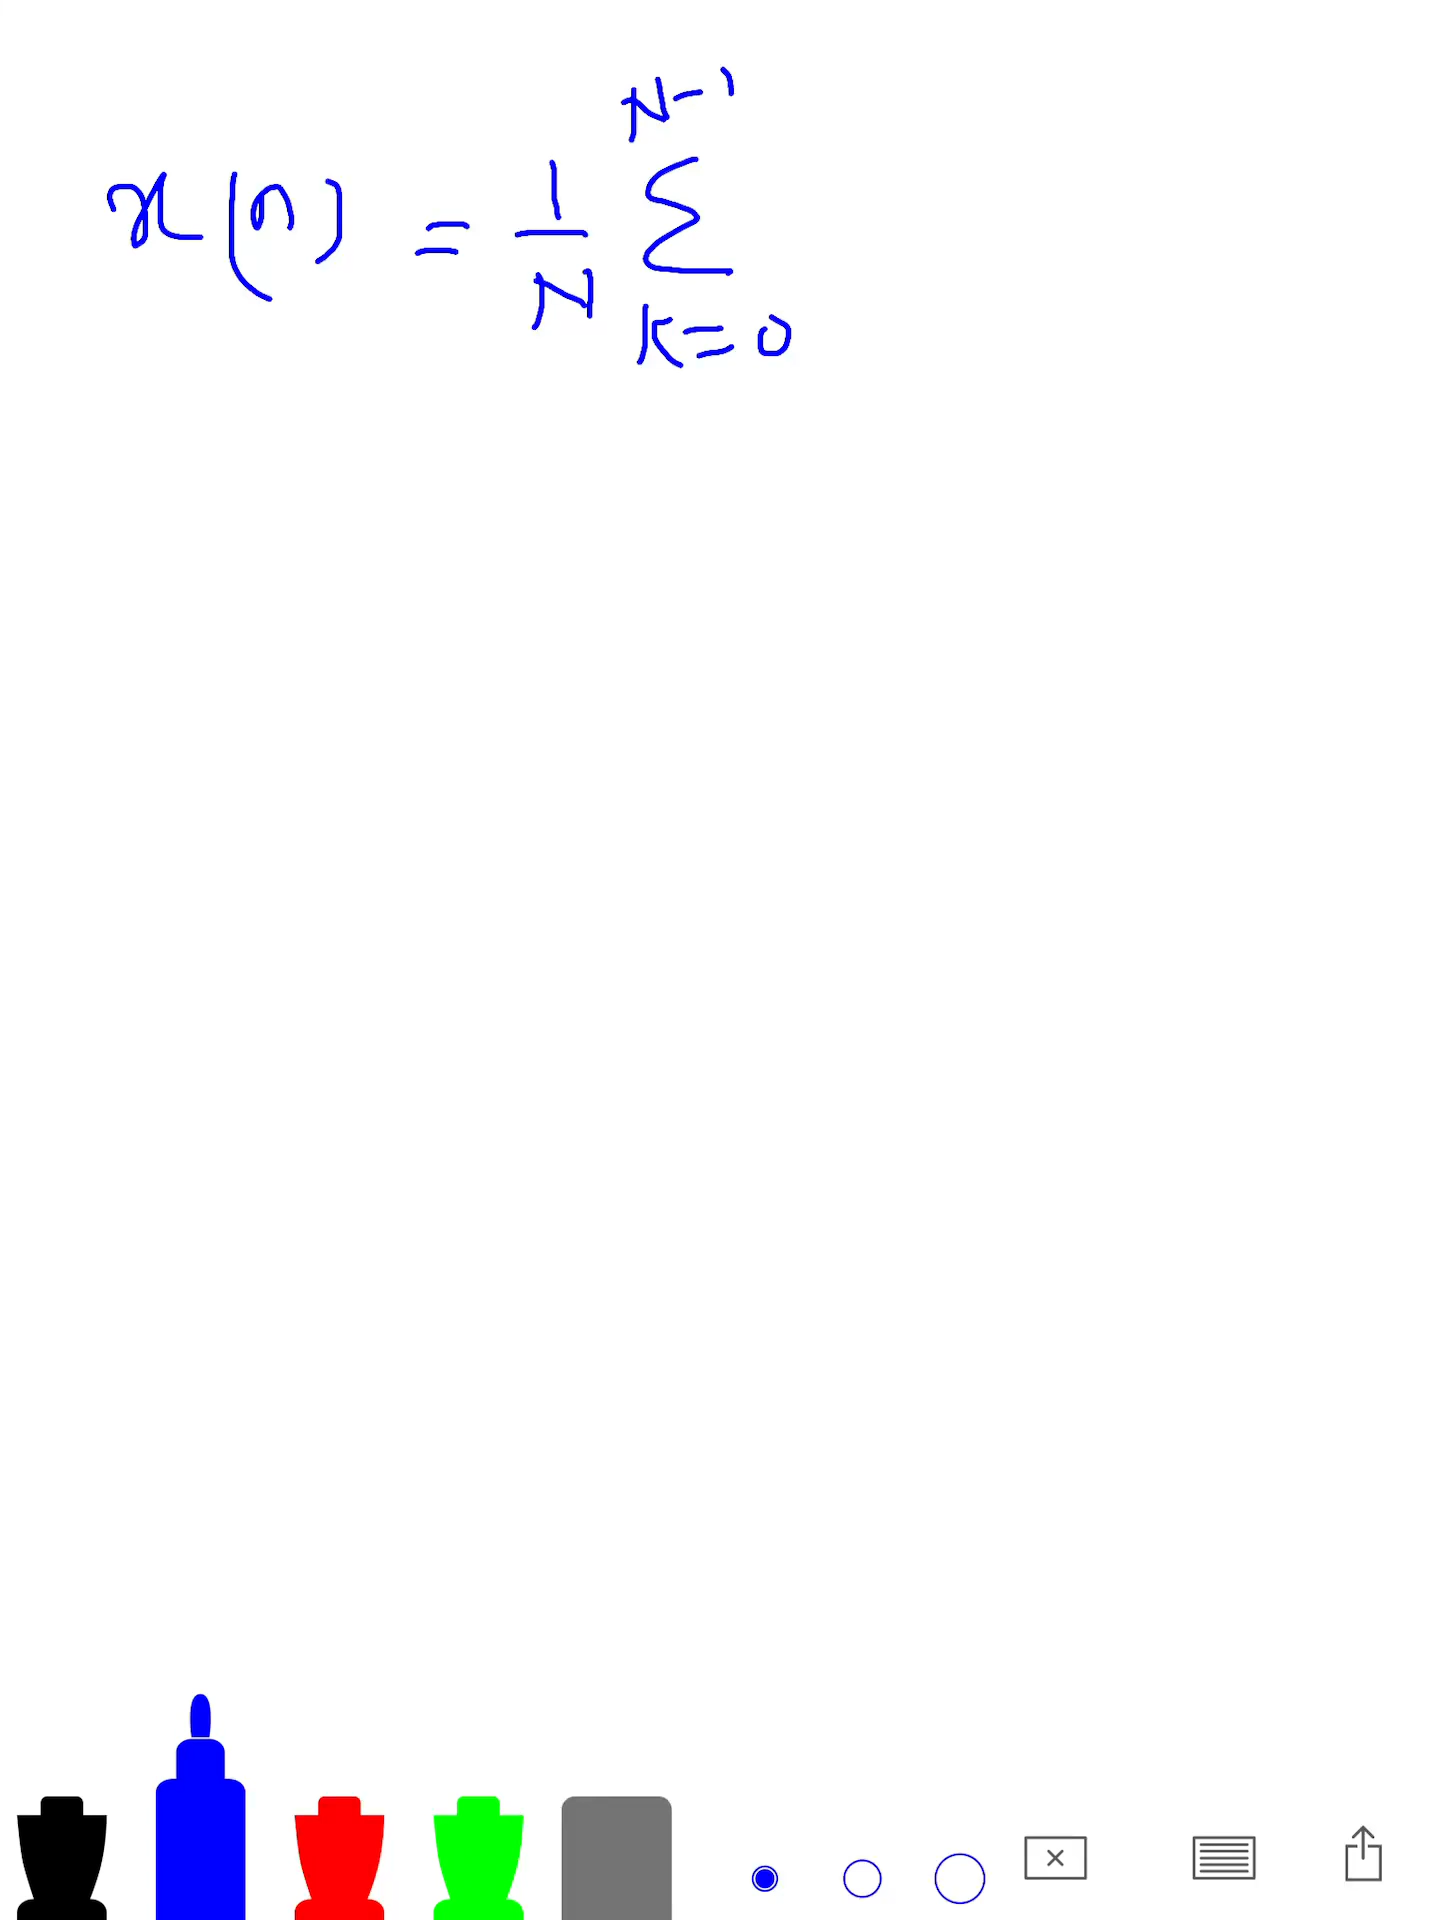 x(n) = 1/N ∑_{k=0}^{N-1}